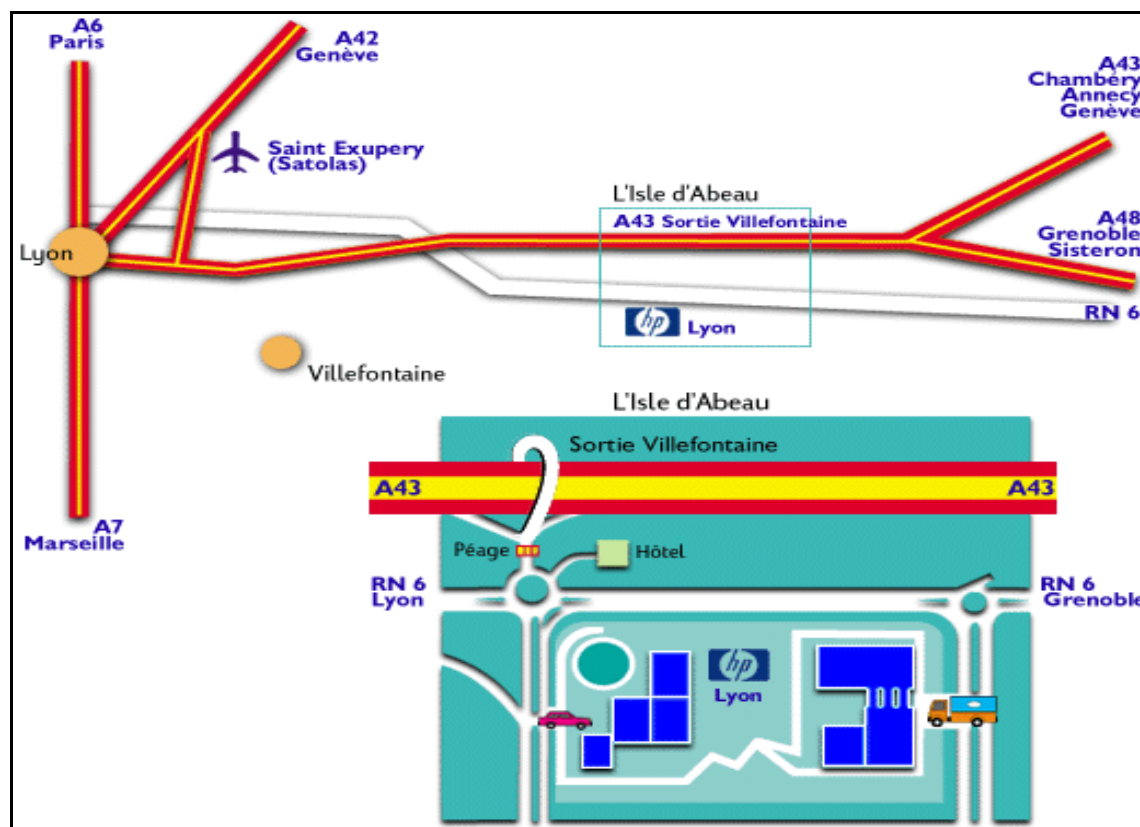 A6
Paris
A42
Genève
A43
Chambéry
Annecy
Genève
Saint Exupery
(Satolas)
L'Isle d'Abeau
A43 Sortie Villefontaine
A48
Grenoble
Sisteron
Lyon
RN 6
hp Lyon
Villefontaine
L'Isle d'Abeau
Sortie Villefontaine
A43
A43
A7
Marseille
Péage
Hôtel
RN 6
Lyon
RN 6
Grenoble
hp
Lyon